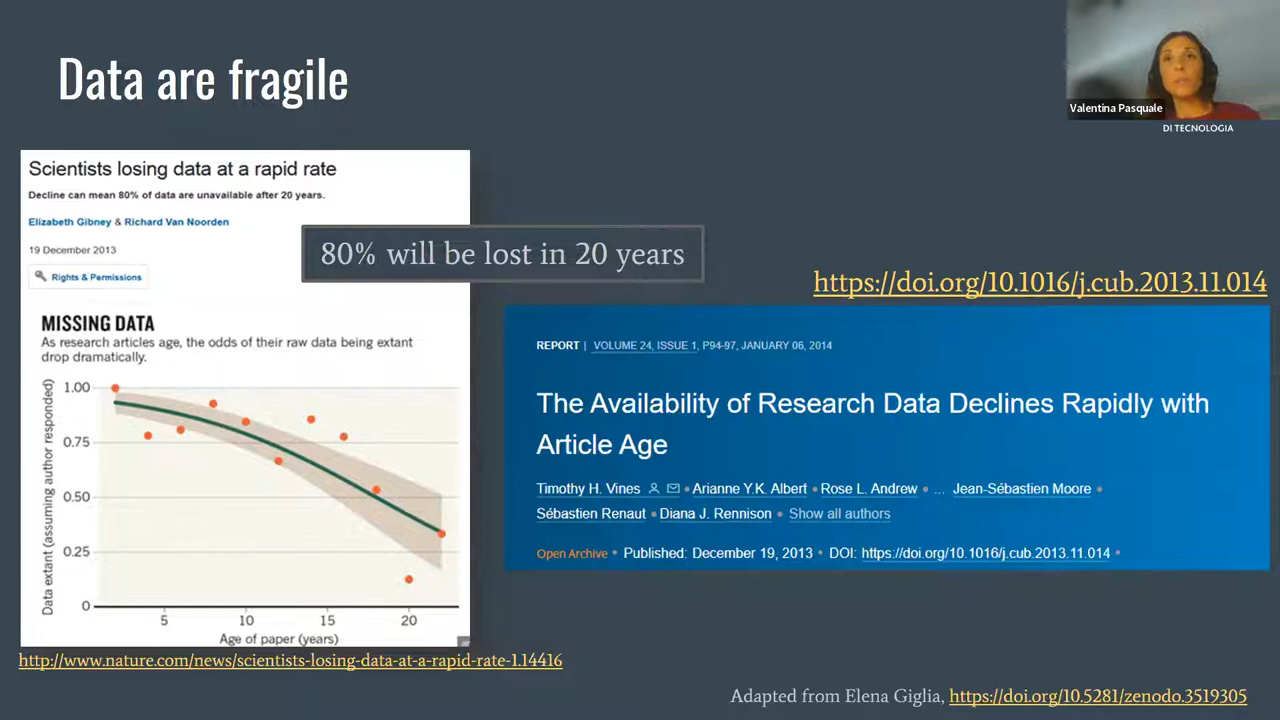 Data are fragile
Valentina Pasquale
DI TECNOLOGIA
Scientists losing data at a rapid rate
Decline can mean 80% of data are unavailable after 20 years.
Elizabeth Gibney & Richard Van Noorden
19 December 2013
Rights & Permissions
80% will be lost in 20 years
MISSING DATA
As research articles age, the odds of their raw data being extant
drop dramatically.
Data extant (assuming author responded)
1.00
0.75
0.50
0.25
0
5 10 15 20
Age of paper (years)
http://www.nature.com/news/scientists-losing-data-at-a-rapid-rate-1.14416
https://doi.org/10.1016/j.cub.2013.11.014
REPORT | VOLUME 24, ISSUE 1, P94-97, JANUARY 06, 2014
The Availability of Research Data Declines Rapidly with
Article Age
Timothy H. Vines • Arianne Y.K. Albert • Rose L. Andrew • ... Jean-Sébastien Moore •
Sébastien Renaut • Diana J. Rennison • Show all authors
Open Archive • Published: December 19, 2013 • DOI: https://doi.org/10.1016/j.cub.2013.11.014 •
Adapted from Elena Giglia, https://doi.org/10.5281/zenodo.3519305